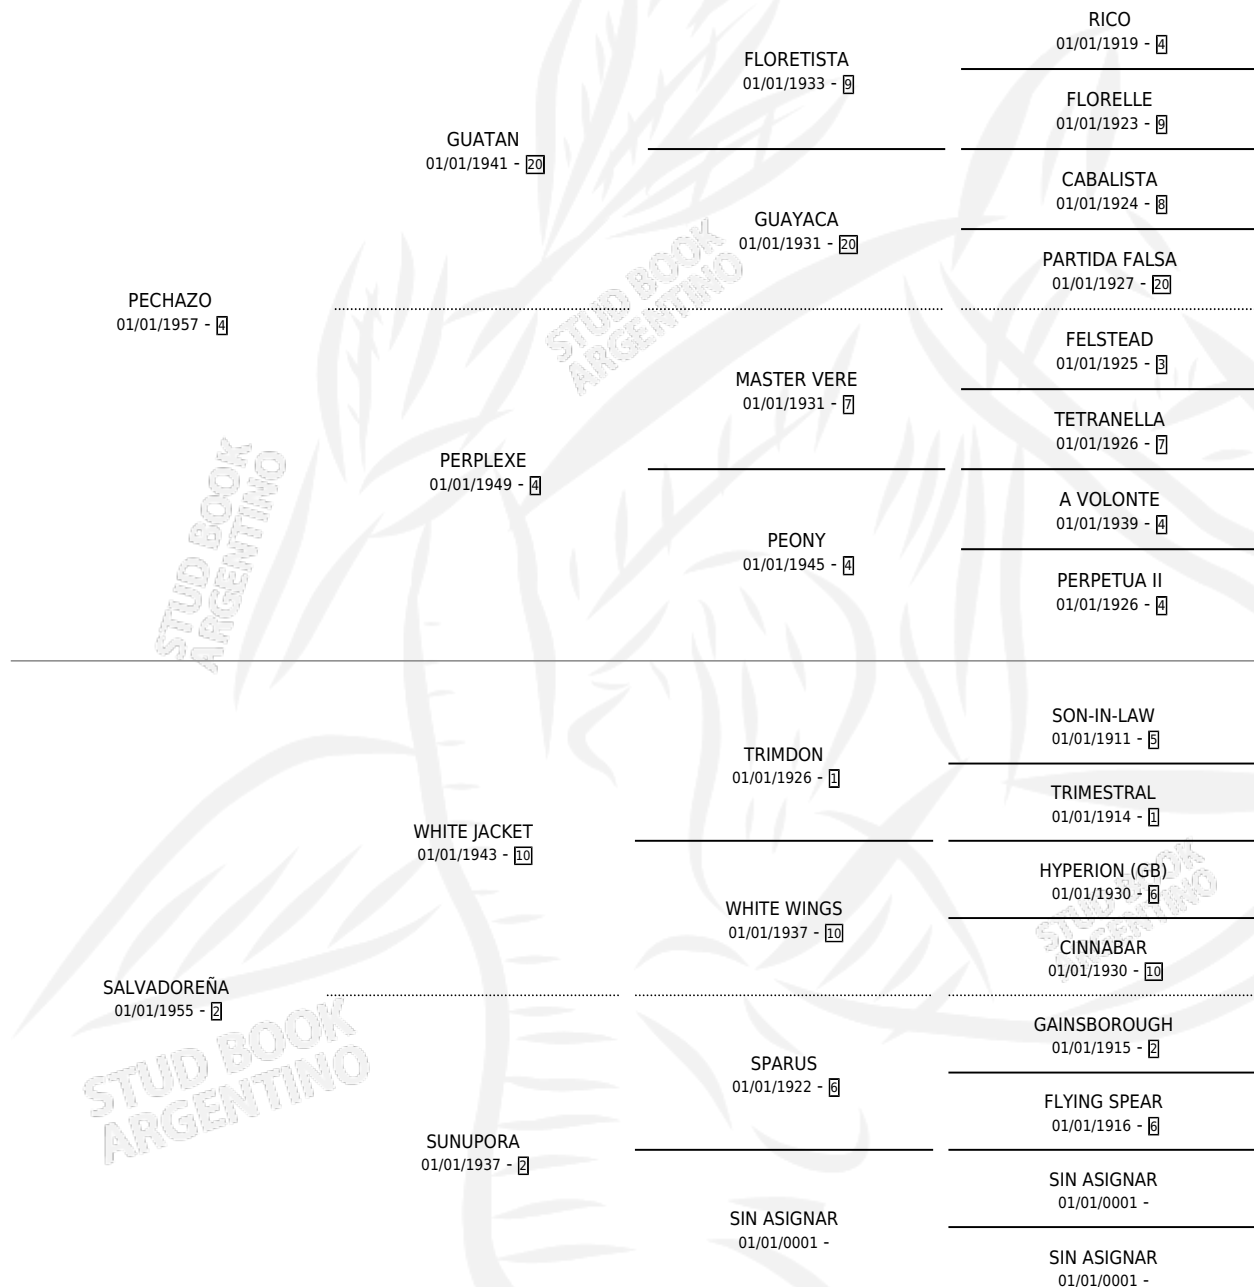 RICO
01/01/1919 - 4
FLORETISTA
01/01/1933 - 9
FLORELLE
01/01/1923 - 9
GUATAN
01/01/1941 - 20
CABALISTA
01/01/1924 - 8
GUAYACA
01/01/1931 - 20
PARTIDA FALSA
01/01/1927 - 20
PECHAZO
01/01/1957 - 4
FELSTEAD
01/01/1925 - 3
MASTER VERE
01/01/1931 - 7
TETRANELLA
01/01/1926 - 7
PERPLEXE
01/01/1949 - 4
A VOLONTE
01/01/1939 - 4
PEONY
01/01/1945 - 4
PERPETUA II
01/01/1926 - 4
STUD BOOK
ARGENTINO
STUD BOOK
ARGENTINO
SON-IN-LAW
01/01/1911 - 5
TRIMDON
01/01/1926 - 1
TRIMESTRAL
01/01/1914 - 1
WHITE JACKET
01/01/1943 - 10
HYPERION (GB)
01/01/1930 - 6
WHITE WINGS
01/01/1937 - 10
CINNABAR
01/01/1930 - 10
STUD BOOK
ARGENTINO
SALVADOREÑA
01/01/1955 - 2
GAINSBOROUGH
01/01/1915 - 2
SPARUS
01/01/1922 - 6
FLYING SPEAR
01/01/1916 - 6
STUD BOOK
ARGENTINO
SUNUPORA
01/01/1937 - 2
SIN ASIGNAR
01/01/0001 -
SIN ASIGNAR
01/01/0001 -
SIN ASIGNAR
01/01/0001 -